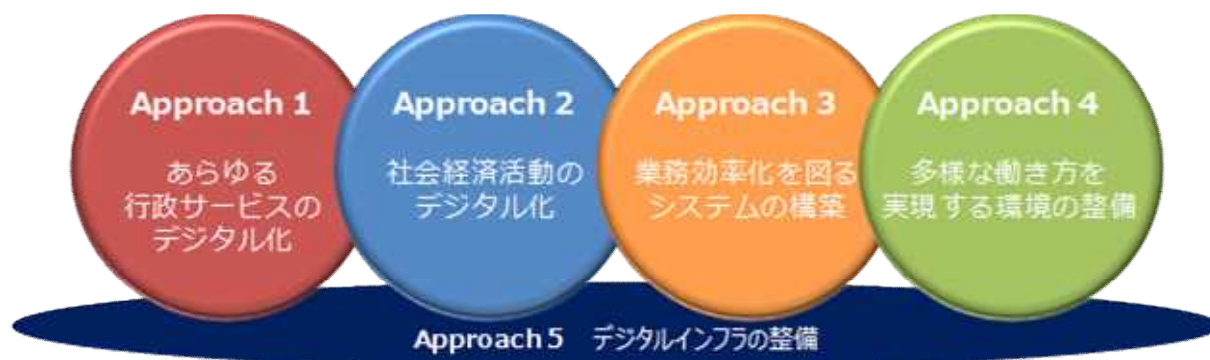 Approach 1
あらゆる
行政サービスの
デジタル化
Approach 2
社会経済活動の
デジタル化
Approach 3
業務効率化を図る
システムの構築
Approach 4
多様な働き方を
実現する環境の整備
Approach 5 デジタルインフラの整備